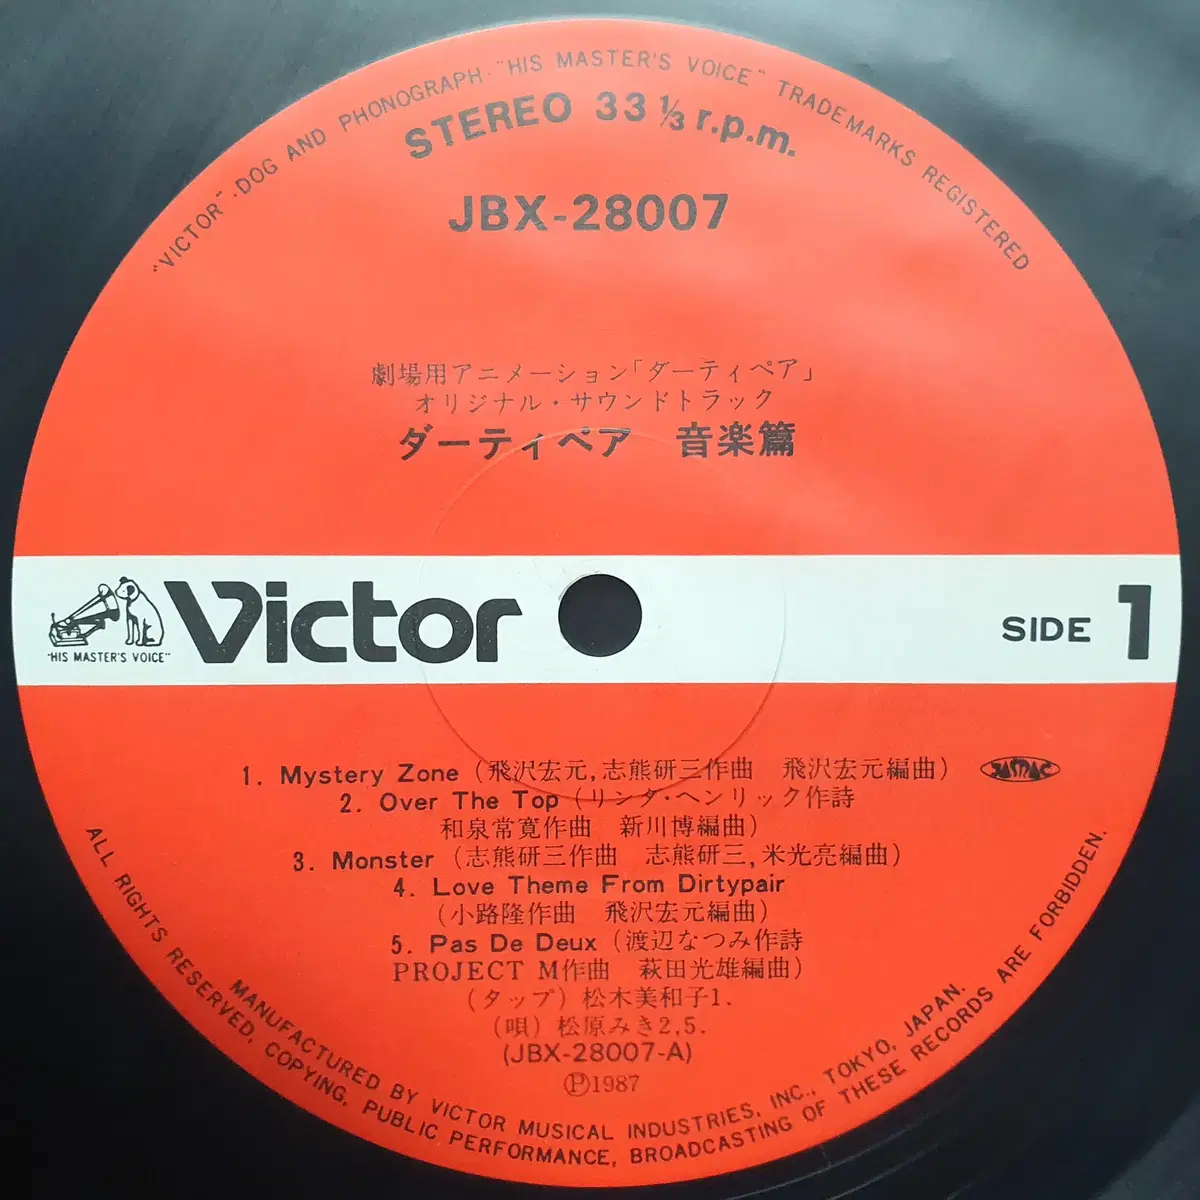 "VICTOR"·DOG AND PHONOGRAPH·"HIS MASTER'S VOICE" TRADEMARKS REGISTERED
STEREO 33 1/3 r.p.m.
JBX-28007
劇場用アニメーション「ダーティペア」
オリジナル・サウンドトラック
ダーティペア 音楽篇
"HIS MASTER'S VOICE"
Victor
SIDE 1
1. Mystery Zone (飛沢宏元,志熊研三作曲 飛沢宏元編曲)
JASRAC
2. Over The Top (リンダ・ヘンリック作詩
和泉常寛作曲 新川博編曲)
3. Monster (志熊研三作曲 志熊研三,米光亮編曲)
4. Love Theme From Dirtypair
(小路隆作曲 飛沢宏元編曲)
5. Pas De Deux (渡辺なつみ作詩
PROJECT M作曲 萩田光雄編曲)
(タップ) 松木美和子1.
(唄) 松原みき2,5.
(JBX-28007-A)
Ⓟ1987
MANUFACTURED BY VICTOR MUSICAL INDUSTRIES, INC., TOKYO, JAPAN.
ALL RIGHTS RESERVED, COPYING, PUBLIC PERFORMANCE, BROADCASTING OF THESE RECORDS ARE FORBIDDEN.